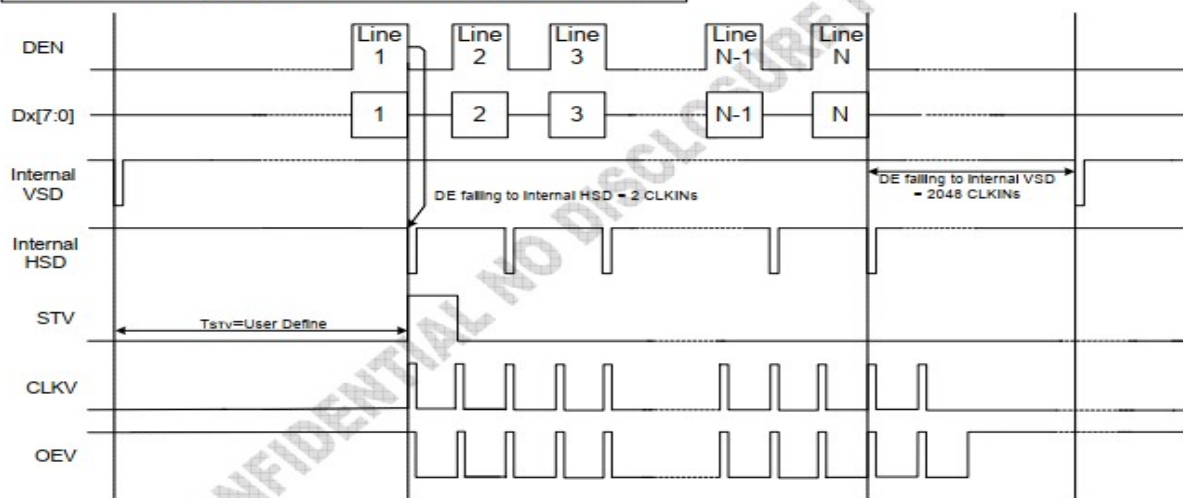 DEN
Line 1
Line 2
Line 3
Line N-1
Line N
Dx[7:0]
1
2
3
N-1
N
Internal VSD
DE falling to Internal HSD = 2 CLKINs
DE falling to Internal VSD = 2048 CLKINs
Internal HSD
STV
TSTV=User Define
CLKV
OEV
CONFIDENTIAL NO DISCLOSURE